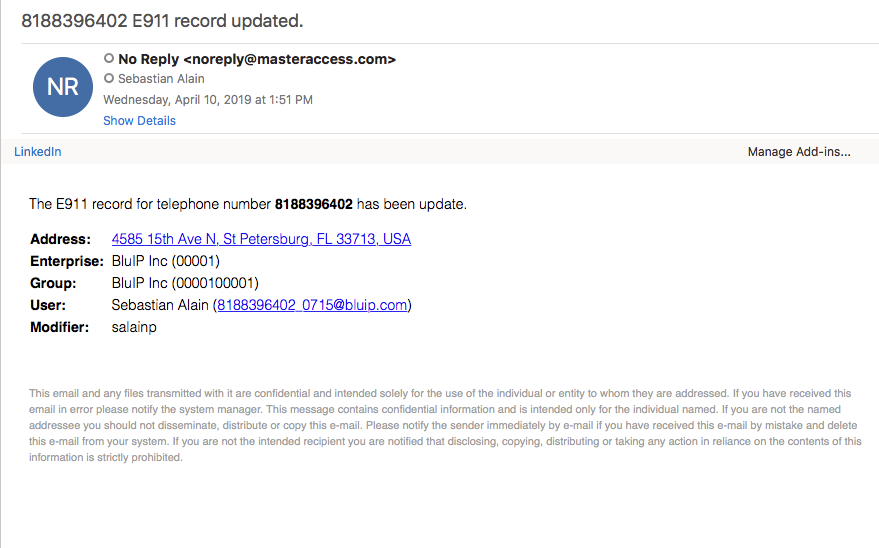 8188396402 E911 record updated.
NR
No Reply <noreply@masteraccess.com>
Sebastian Alain
Wednesday, April 10, 2019 at 1:51 PM
Show Details
LinkedIn Manage Add-ins...
The E911 record for telephone number 8188396402 has been update.
Address: 4585 15th Ave N, St Petersburg, FL 33713, USA
Enterprise: BluIP Inc (00001)
Group: BluIP Inc (0000100001)
User: Sebastian Alain (8188396402_0715@bluip.com)
Modifier: salainp
This email and any files transmitted with it are confidential and intended solely for the use of the individual or entity to whom they are addressed. If you have received this
email in error please notify the system manager. This message contains confidential information and is intended only for the individual named. If you are not the named
addressee you should not disseminate, distribute or copy this e-mail. Please notify the sender immediately by e-mail if you have received this e-mail by mistake and delete
this e-mail from your system. If you are not the intended recipient you are notified that disclosing, copying, distributing or taking any action in reliance on the contents of this
information is strictly prohibited.